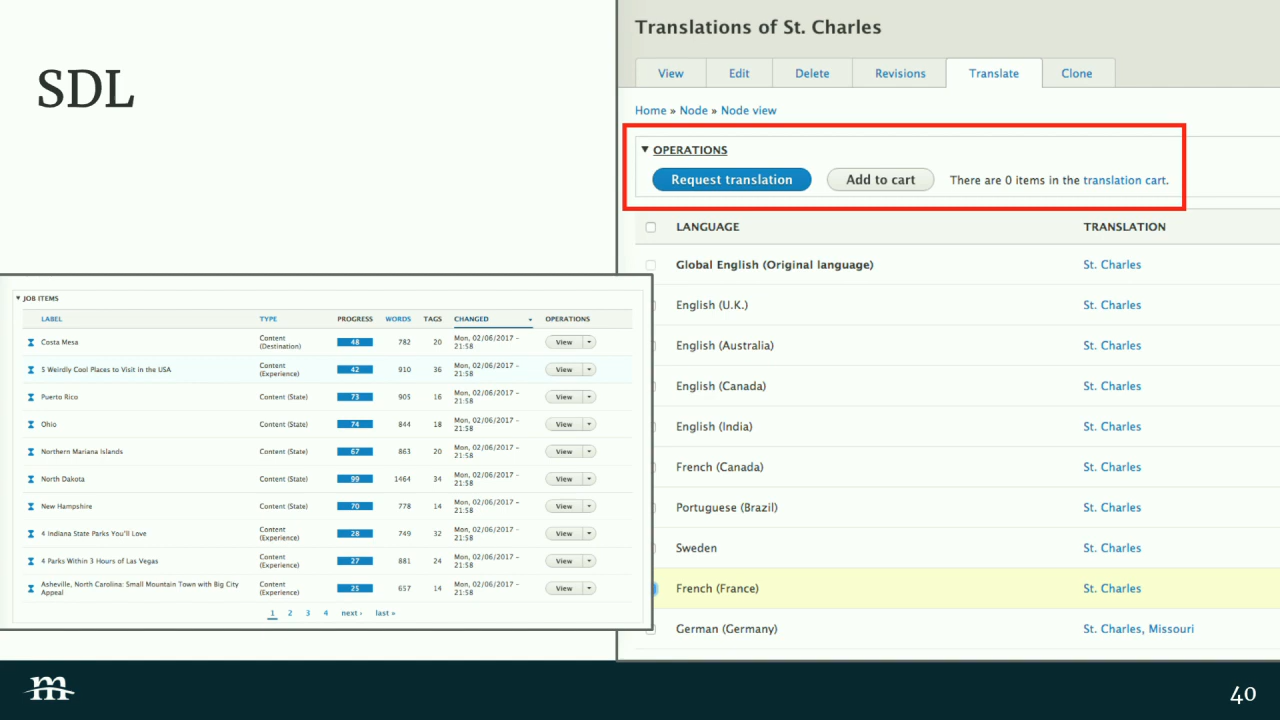 SDL
Translations of St. Charles
View Edit Delete Revisions Translate Clone
Home » Node » Node view
OPERATIONS
Request translation Add to cart There are 0 items in the translation cart.
LANGUAGE TRANSLATION
Global English (Original language) St. Charles
English (U.K.) St. Charles
English (Australia) St. Charles
English (Canada) St. Charles
English (India) St. Charles
French (Canada) St. Charles
Portuguese (Brazil) St. Charles
Sweden St. Charles
French (France) St. Charles
German (Germany) St. Charles, Missouri
JOB ITEMS
LABEL TYPE PROGRESS WORDS TAGS CHANGED OPERATIONS
Costa Mesa Content (Destination) 48 782 20 Mon, 02/06/2017 - 21:58 View
5 Weirdly Cool Places to Visit in the USA Content (Experience) 42 910 36 Mon, 02/06/2017 - 21:58 View
Puerto Rico Content (State) 73 905 16 Mon, 02/06/2017 - 21:58 View
Ohio Content (State) 74 844 18 Mon, 02/06/2017 - 21:58 View
Northern Mariana Islands Content (State) 67 863 20 Mon, 02/06/2017 - 21:58 View
North Dakota Content (State) 99 1464 34 Mon, 02/06/2017 - 21:58 View
New Hampshire Content (State) 70 778 14 Mon, 02/06/2017 - 21:58 View
4 Indiana State Parks You'll Love Content (Experience) 28 749 32 Mon, 02/06/2017 - 21:58 View
4 Parks Within 3 Hours of Las Vegas Content (Experience) 27 881 24 Mon, 02/06/2017 - 21:58 View
Asheville, North Carolina: Small Mountain Town with Big City Appeal Content (Experience) 25 657 14 Mon, 02/06/2017 - 21:58 View
1 2 3 4 next › last »
m
40